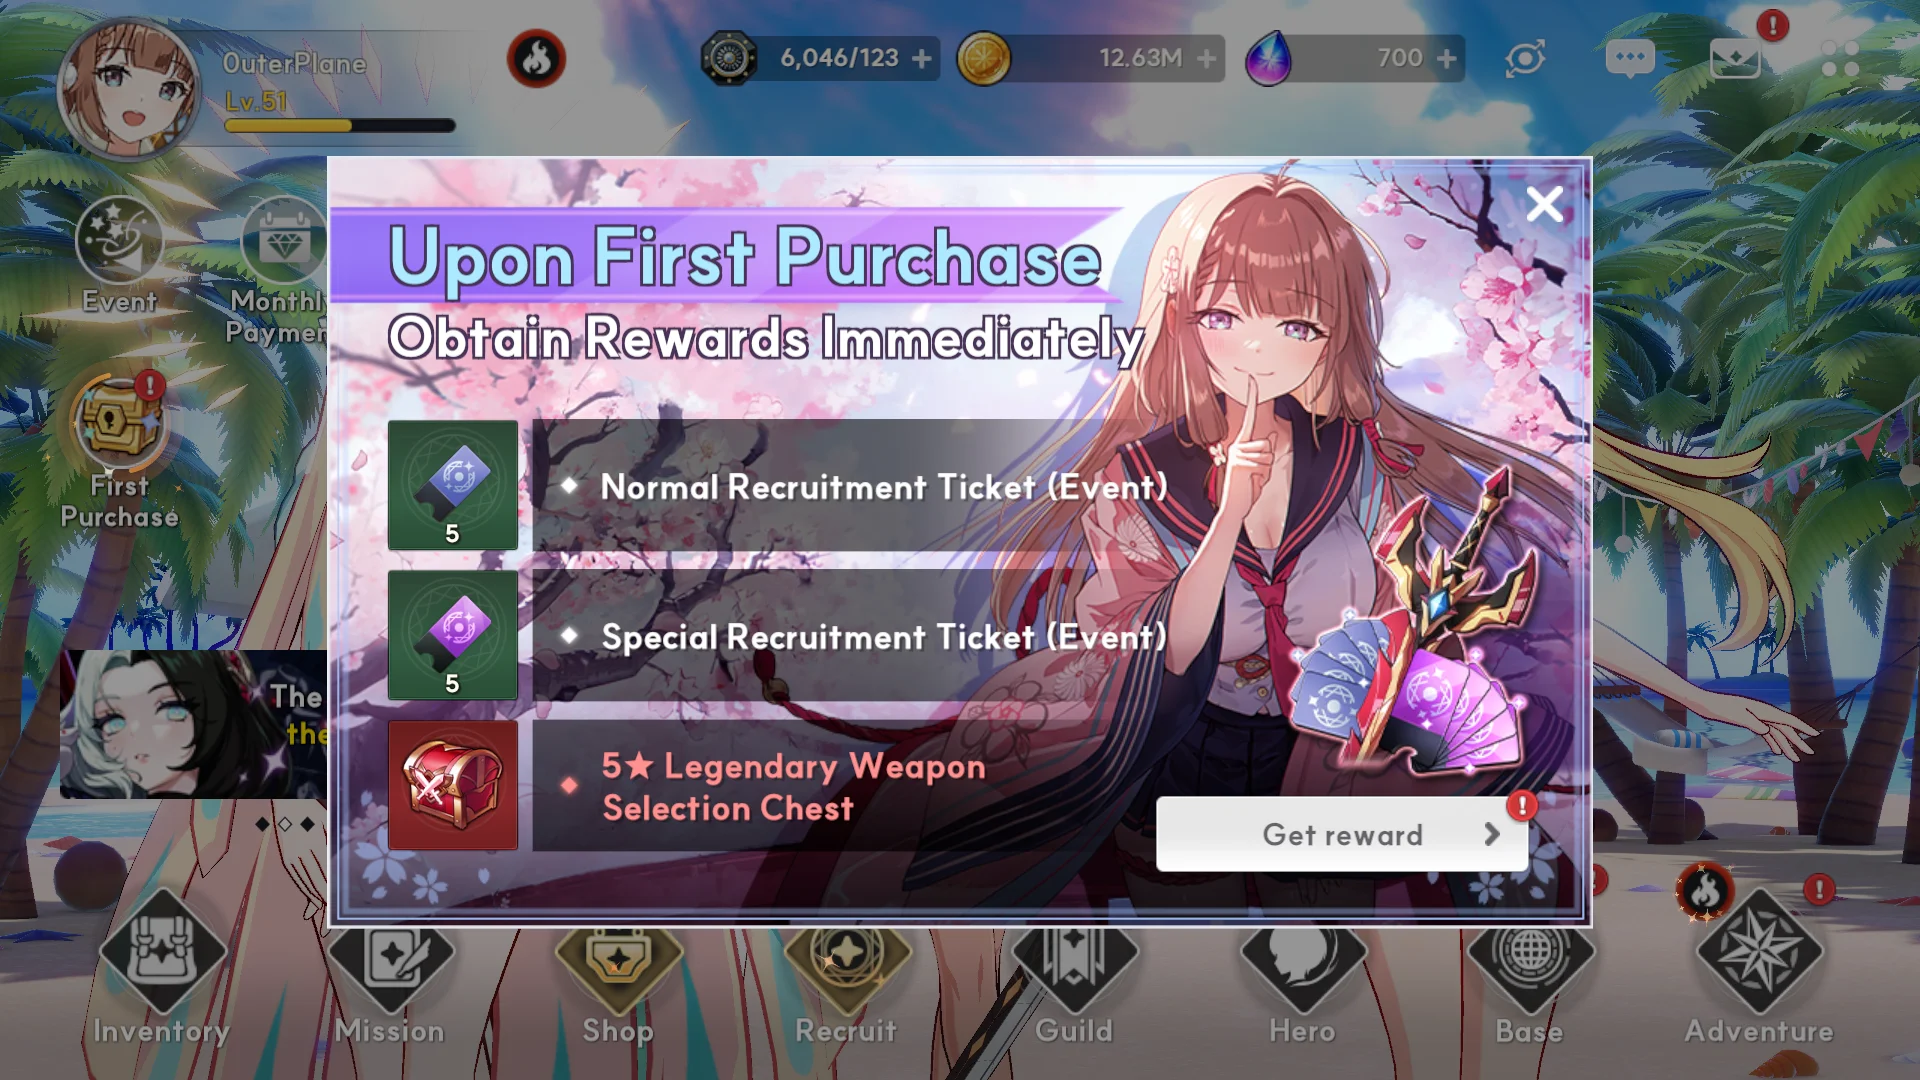 OuterPlane
Lv.51
6,046/123
12.63M
700
Event
Monthly
Paymen
First
Purchase
Upon First Purchase
Obtain Rewards Immediately
5
Normal Recruitment Ticket (Event)
5
Special Recruitment Ticket (Event)
5★ Legendary Weapon
Selection Chest
Get reward
The
the
Inventory
Mission
Shop
Recruit
Guild
Hero
Base
Adventure